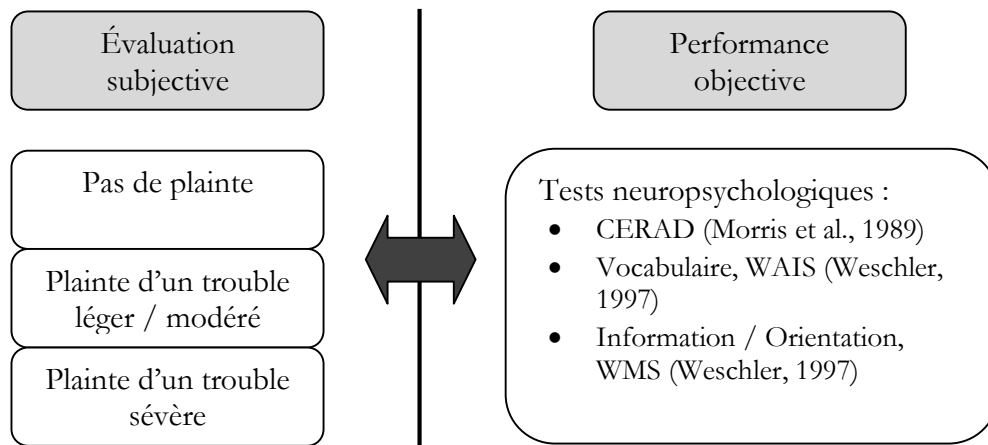 Évaluation
subjective
Pas de plainte
Plainte d'un trouble
léger / modéré
Plainte d'un trouble
sévère
Performance
objective
Tests neuropsychologiques :
• CERAD (Morris et al., 1989)
• Vocabulaire, WAIS (Weschler,
1997)
• Information / Orientation,
WMS (Weschler, 1997)